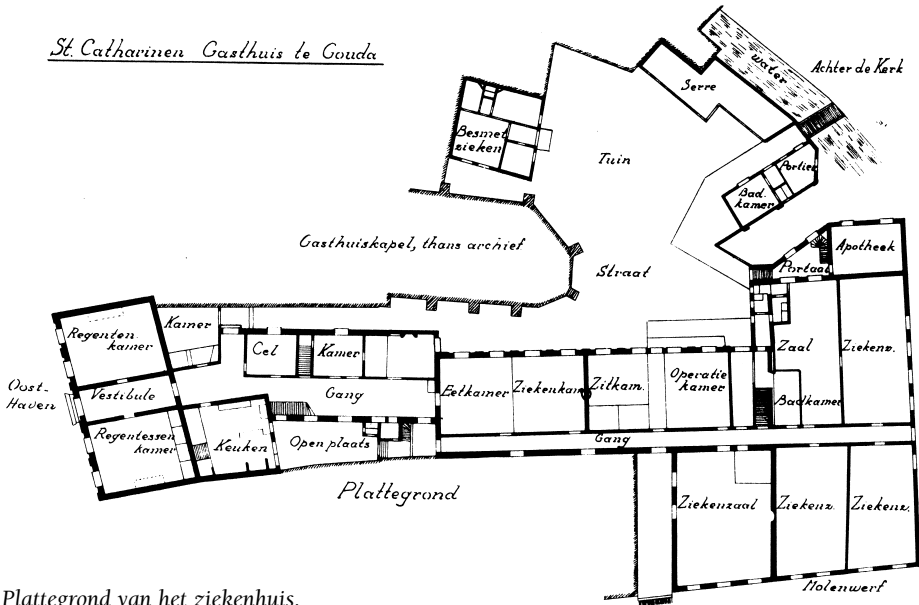 St. Catharinen Gasthuis te Gouda
Water
Achter de Kerk
Serre
Besmet.
zieken
Tuin
Portier
Bad.
kamer
Gasthuiskapel, thans archief
Straat
Portaal
Apotheek
Regenten.
kamer
Kamer
Cel
Kamer
Zaal
Ziekenz.
Oost-
Haven
Vestibule
Gang
Eetkamer
Ziekenkam.
Zitkam.
Operatie
kamer
Badkamer
Regentessen
kamer
Keuken
Open plaats
Gang
Plattegrond
Ziekenzaal
Ziekenz.
Ziekenz.
Molenwerf
Plattegrond van het ziekenhuis.